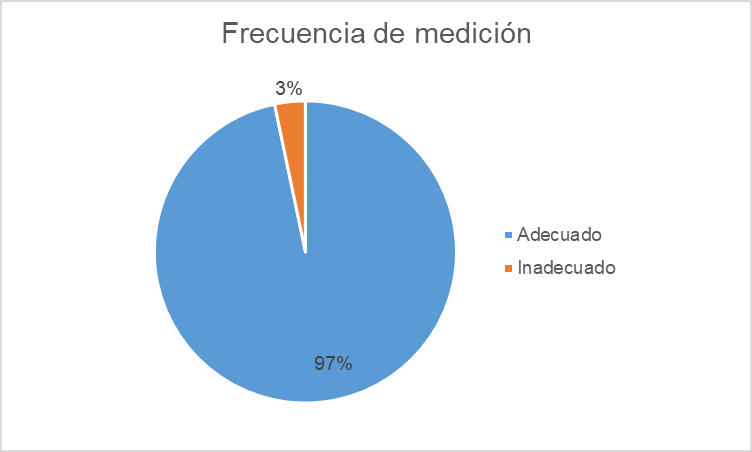 Frecuencia de medición
3%
Adecuado
Inadecuado
97%